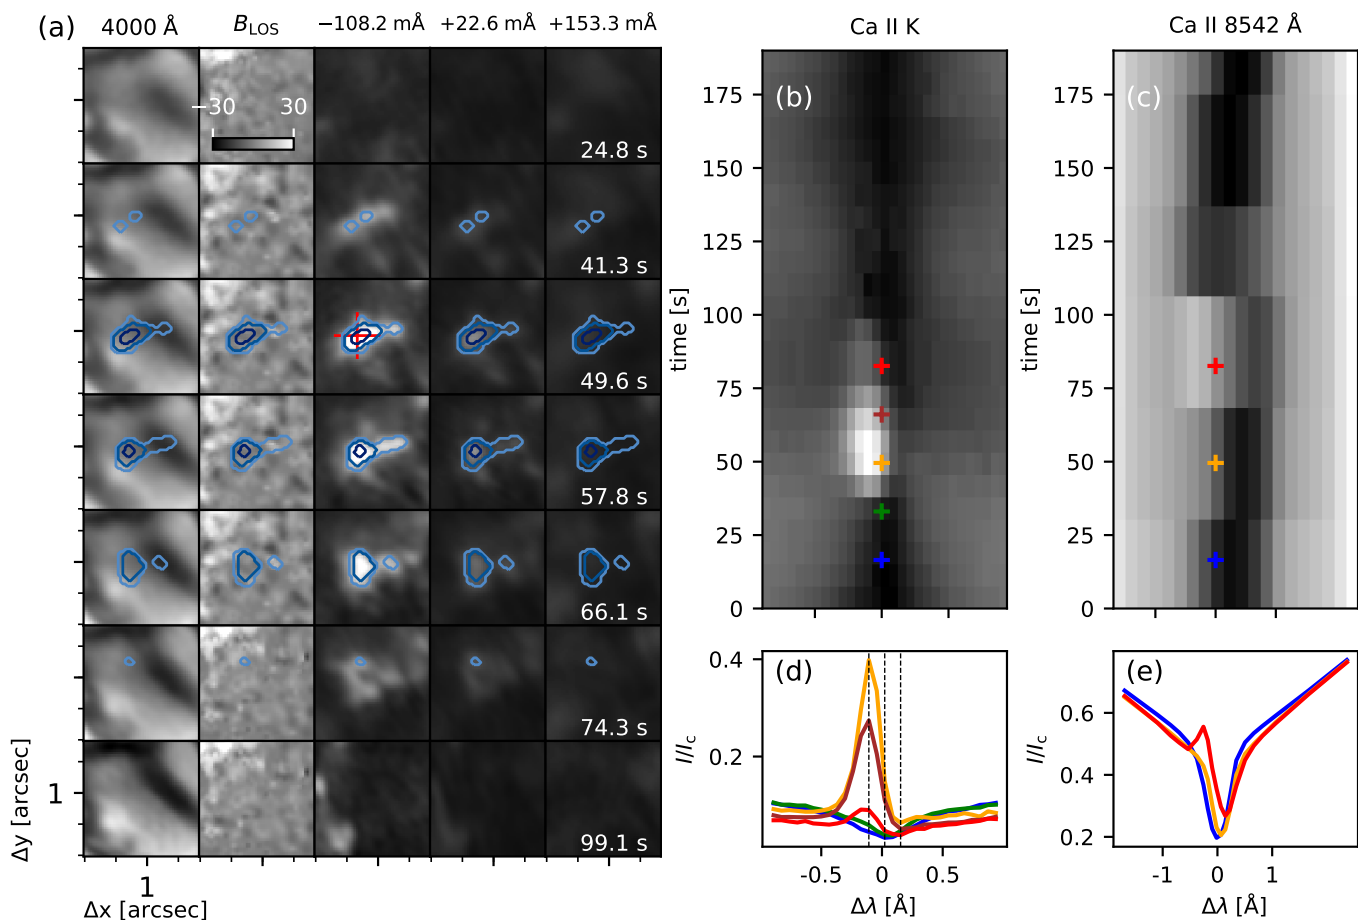 (a)
4000 Å
B_LOS
−108.2 mÅ
+22.6 mÅ
+153.3 mÅ
−30
30
24.8 s
41.3 s
49.6 s
57.8 s
66.1 s
74.3 s
99.1 s
1
Δy [arcsec]
1
Δx [arcsec]
Ca II K
(b)
175
150
125
100
75
50
25
0
time [s]
Ca II 8542 Å
(c)
175
150
125
100
75
50
25
0
time [s]
(d)
0.4
0.2
I/I_c
-0.5
0
0.5
Δλ [Å]
(e)
0.6
0.4
0.2
I/I_c
-1
0
1
Δλ [Å]